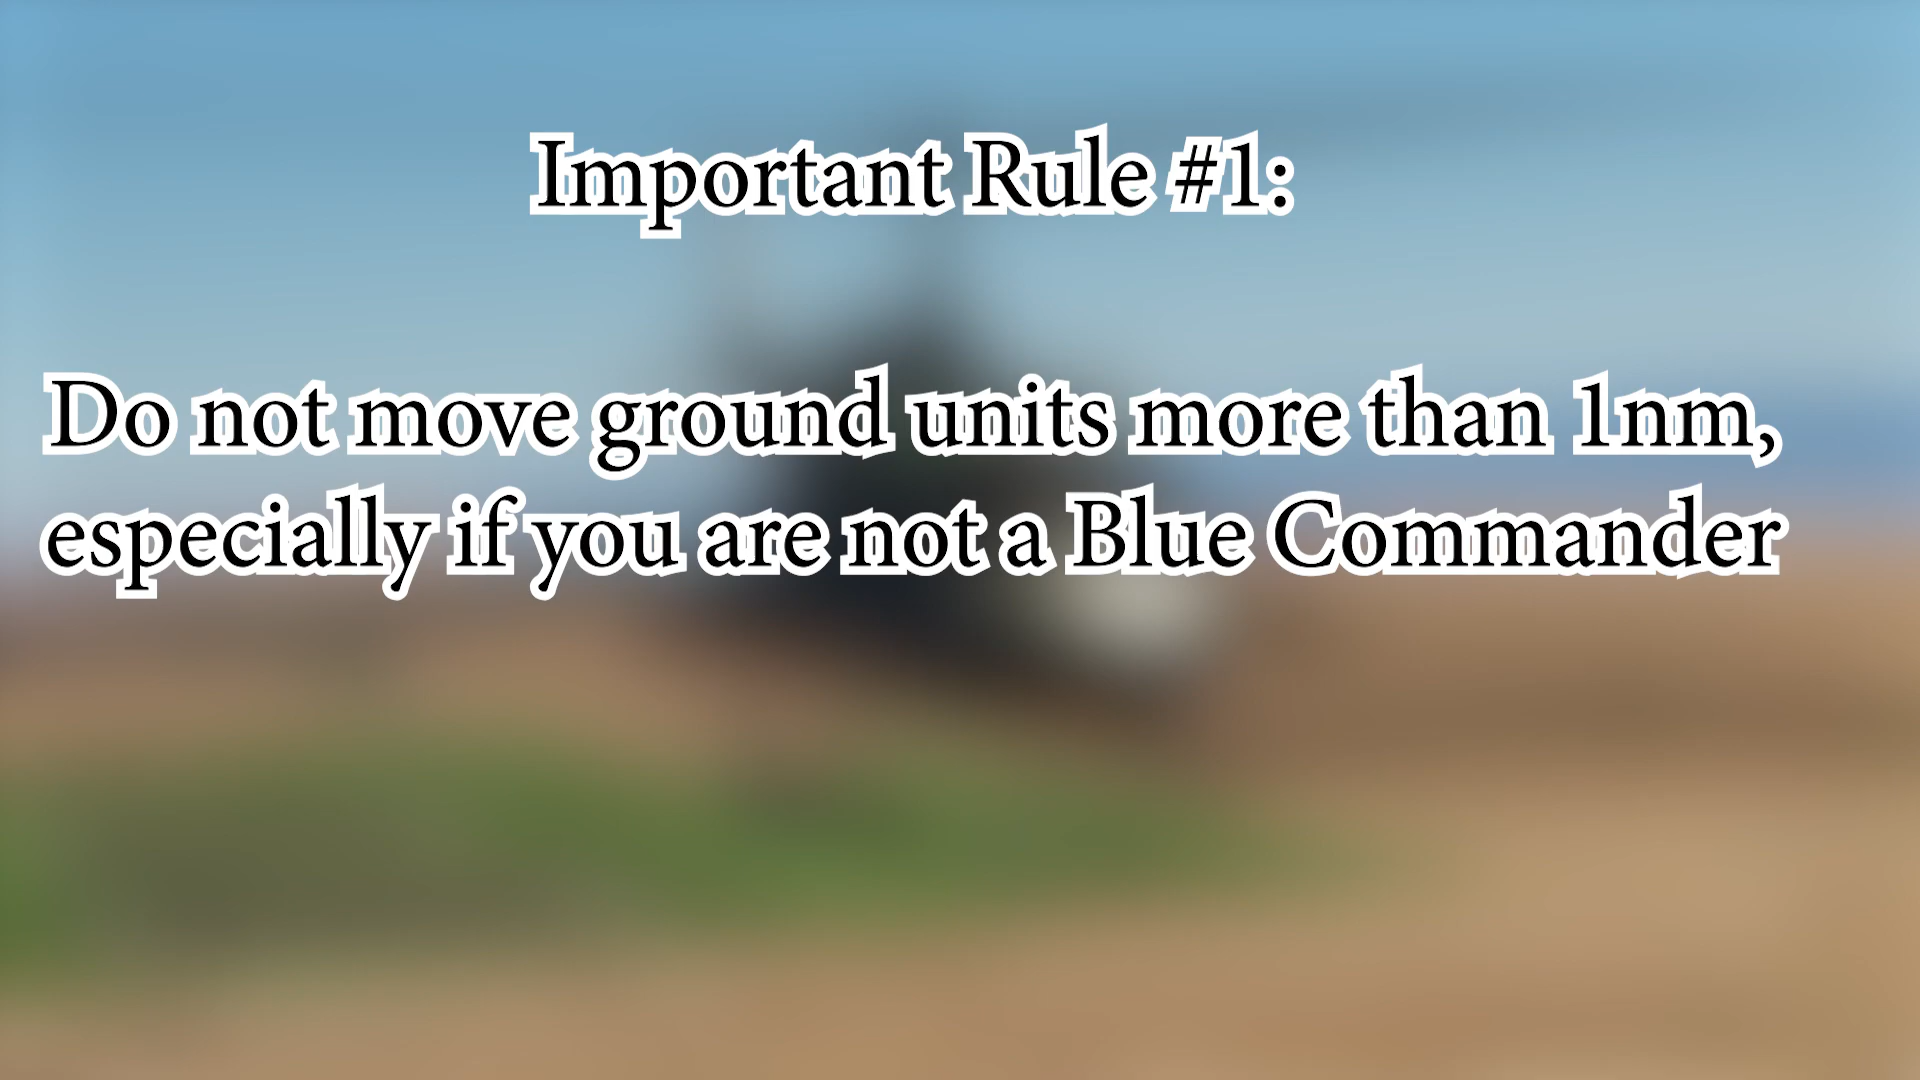 Important Rule #1:
Do not move ground units more than 1nm,
especially if you are not a Blue Commander